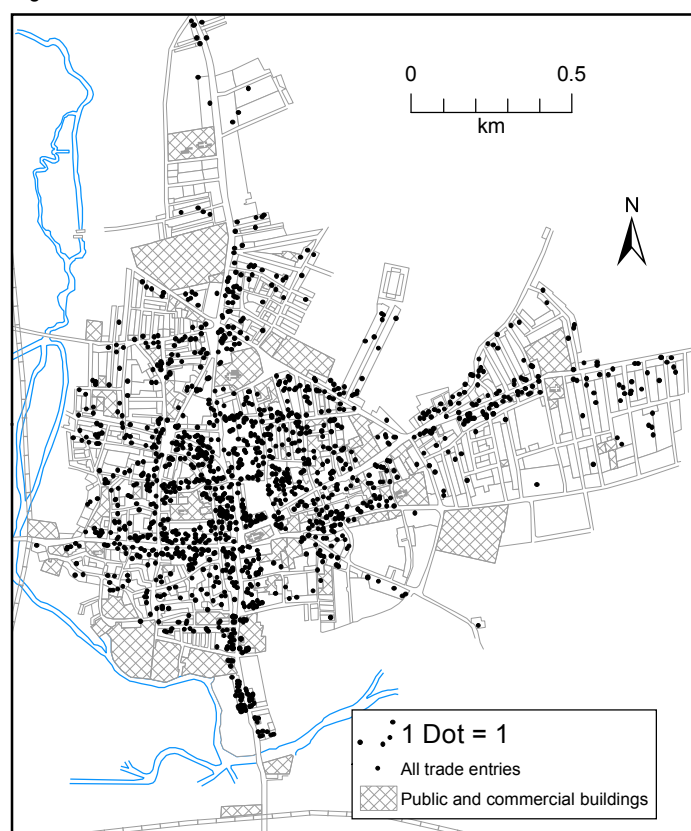 0 0.5
km
N
1 Dot = 1
All trade entries
Public and commercial buildings